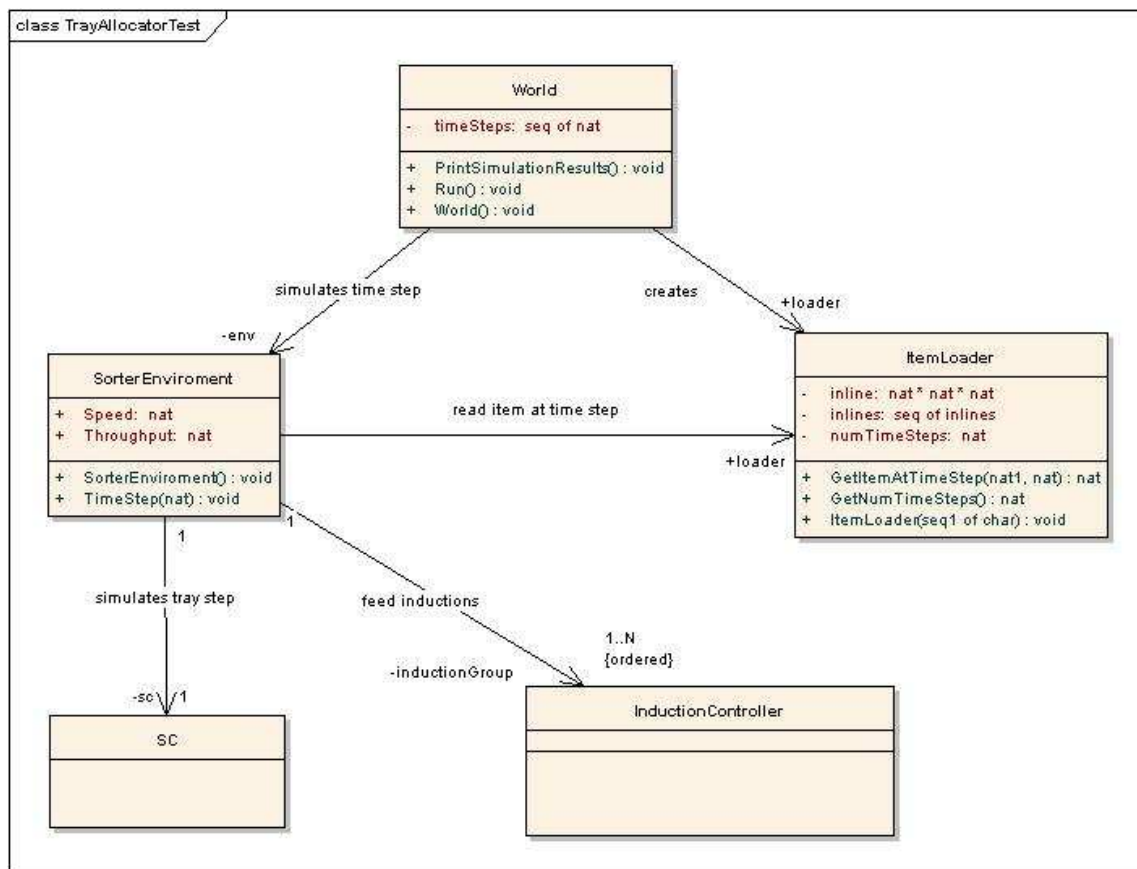 class TrayAllocatorTest
World
- timeSteps: seq of nat
+ PrintSimulationResults() : void
+ Run() : void
+ World() : void
simulates time step
creates
+loader
-env
SorterEnviroment
+ Speed: nat
+ Throughput: nat
+ SorterEnviroment() : void
+ TimeStep(nat) : void
read item at time step
+loader
ItemLoader
- inline: nat * nat * nat
- inlines: seq of inlines
- numTimeSteps: nat
+ GetItemAtTimeStep(nat1, nat) : nat
+ GetNumTimeSteps() : nat
+ ItemLoader(seq1 of char) : void
1
1
simulates tray step
feed inductions
1..N
{ordered}
-inductionGroup
-sc
1
SC
InductionController